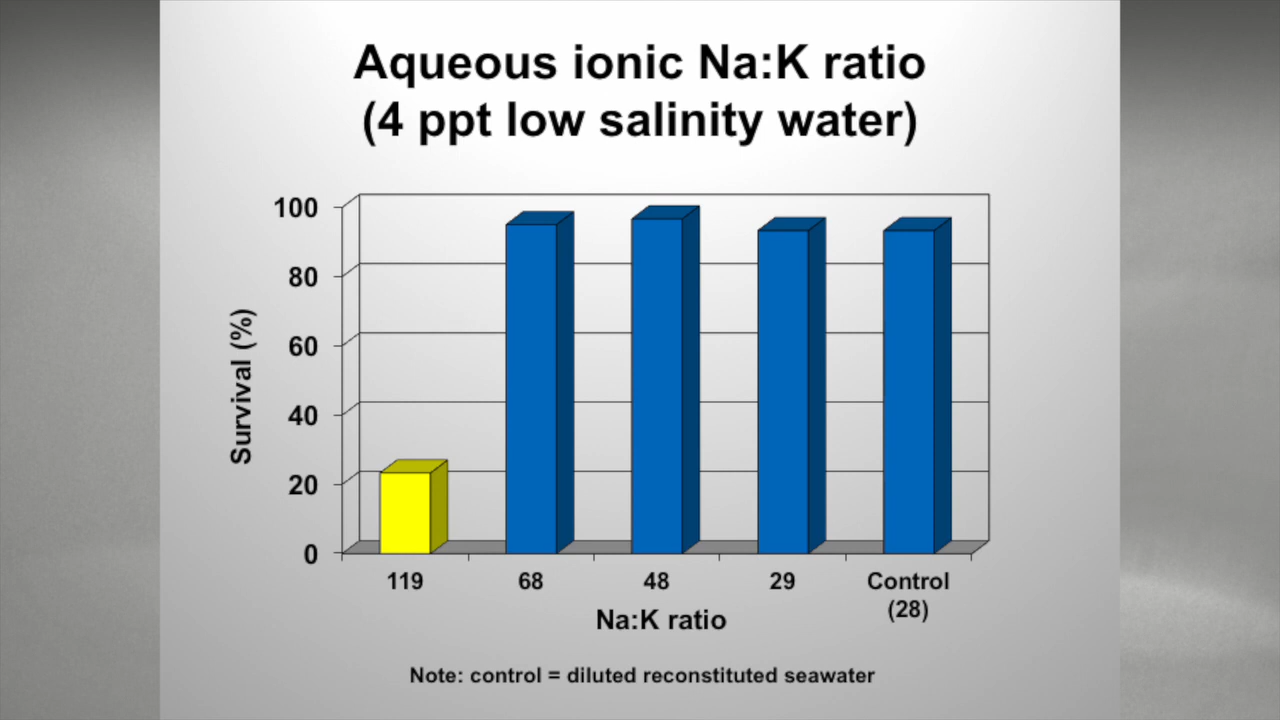 Aqueous ionic Na:K ratio
(4 ppt low salinity water)
100
80
60
40
20
0
Survival (%)
119
68
48
29
Control
(28)
Na:K ratio
Note: control = diluted reconstituted seawater